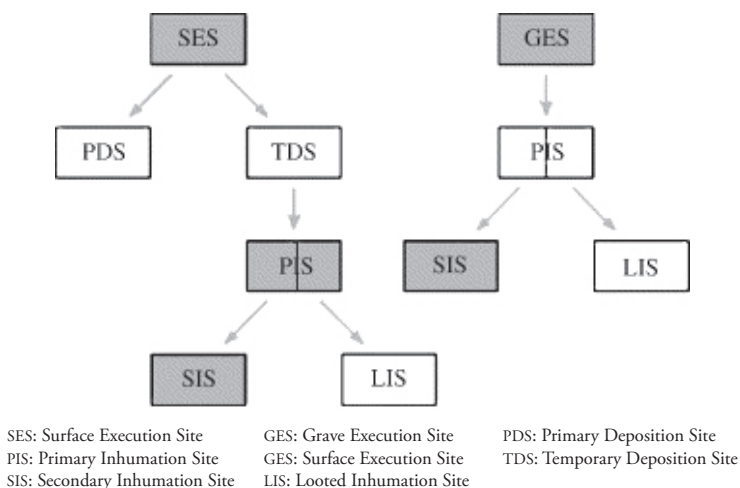 SES
GES
PDS
TDS
PIS
PIS
SIS
LIS
SIS
LIS
SES: Surface Execution Site
GES: Grave Execution Site
PDS: Primary Deposition Site
PIS: Primary Inhumation Site
GES: Surface Execution Site
TDS: Temporary Deposition Site
SIS: Secondary Inhumation Site
LIS: Looted Inhumation Site